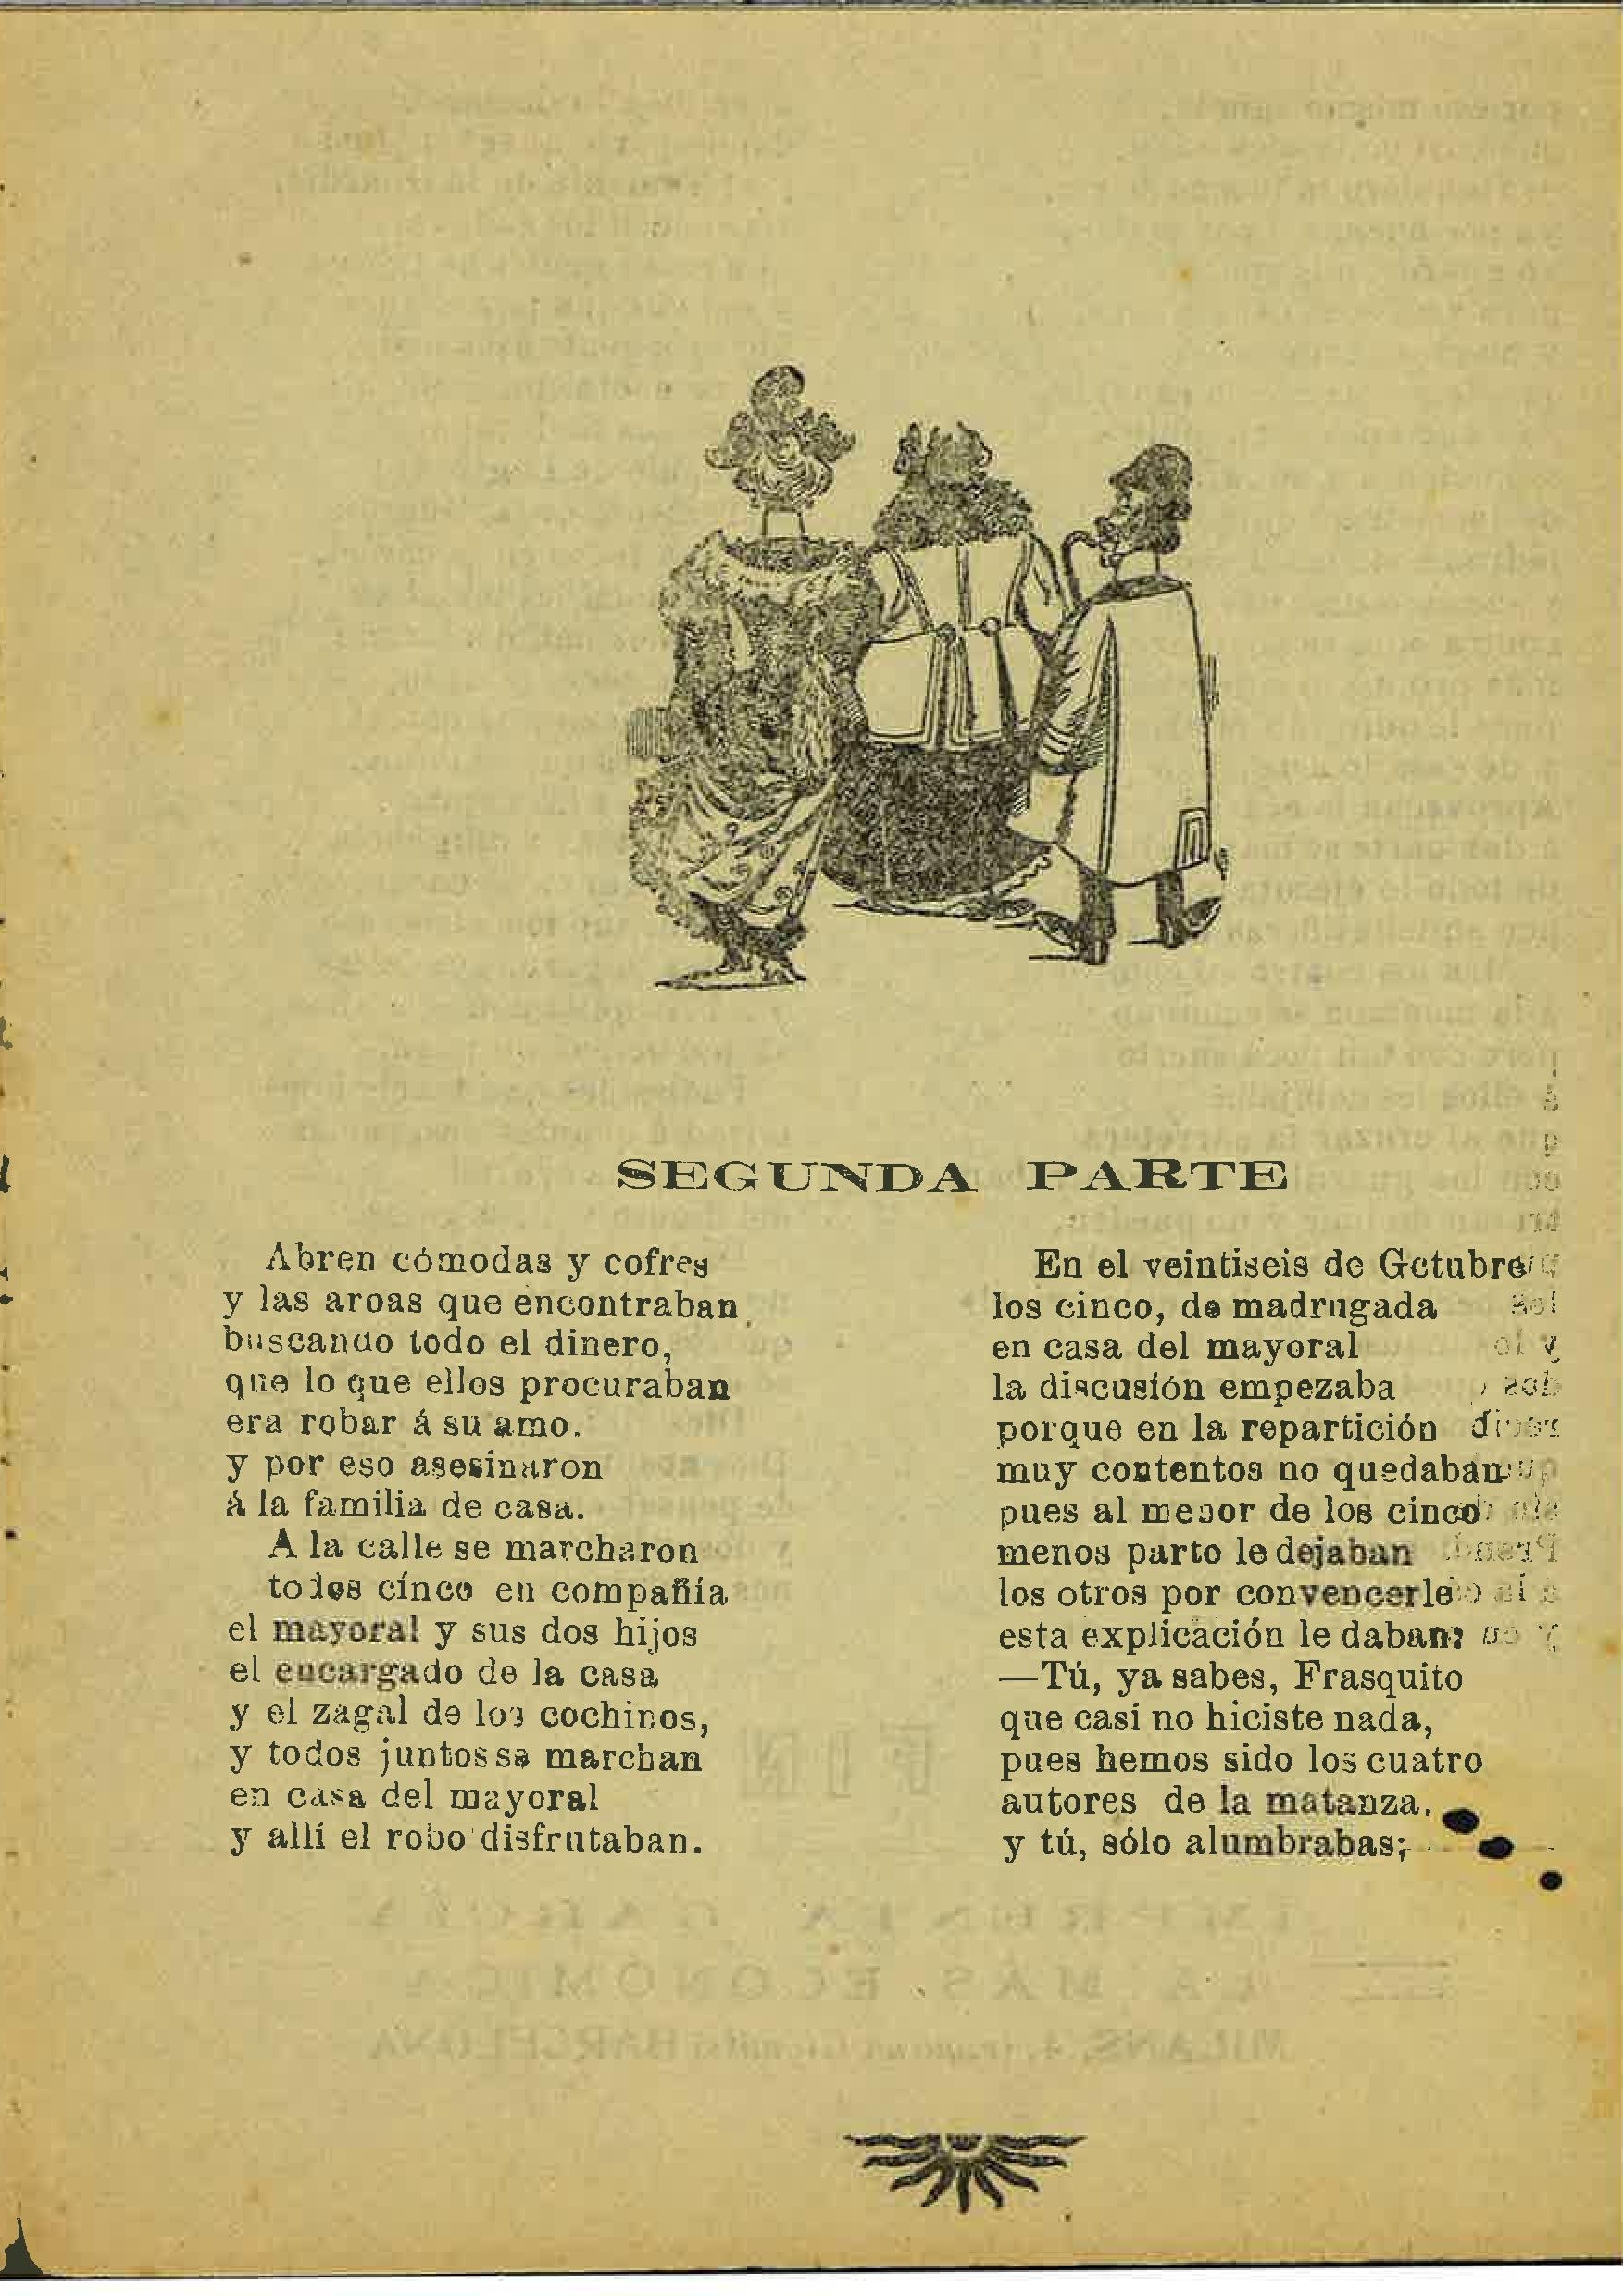 SEGUNDA PARTE
Abren cómodas y cofres
y las aroas que encontraban
buscando todo el dinero,
que lo que ellos procuraban
era robar á su amo.
y por eso asesinaron
á la familia de casa.
A la calle se marcharon
todos cinco en compañia
el mayoral y sus dos hijos
el encargado de la casa
y el zagal de los cochinos,
y todos juntos se marchan
en casa del mayoral
y allí el robo disfrutaban.
En el veintiseis de Gctubre
los cinco, de madrugada
en casa del mayoral
la discusión empezaba
porque en la repartición
muy contentos no quedaban
pues al menor de los cinco
menos parto le dejaban
los otros por convencerle
esta explicación le daban:
—Tú, ya sabes, Frasquito
que casi no hiciste nada,
pues hemos sido los cuatro
autores de la matanza.
y tú, sólo alumbrabas;